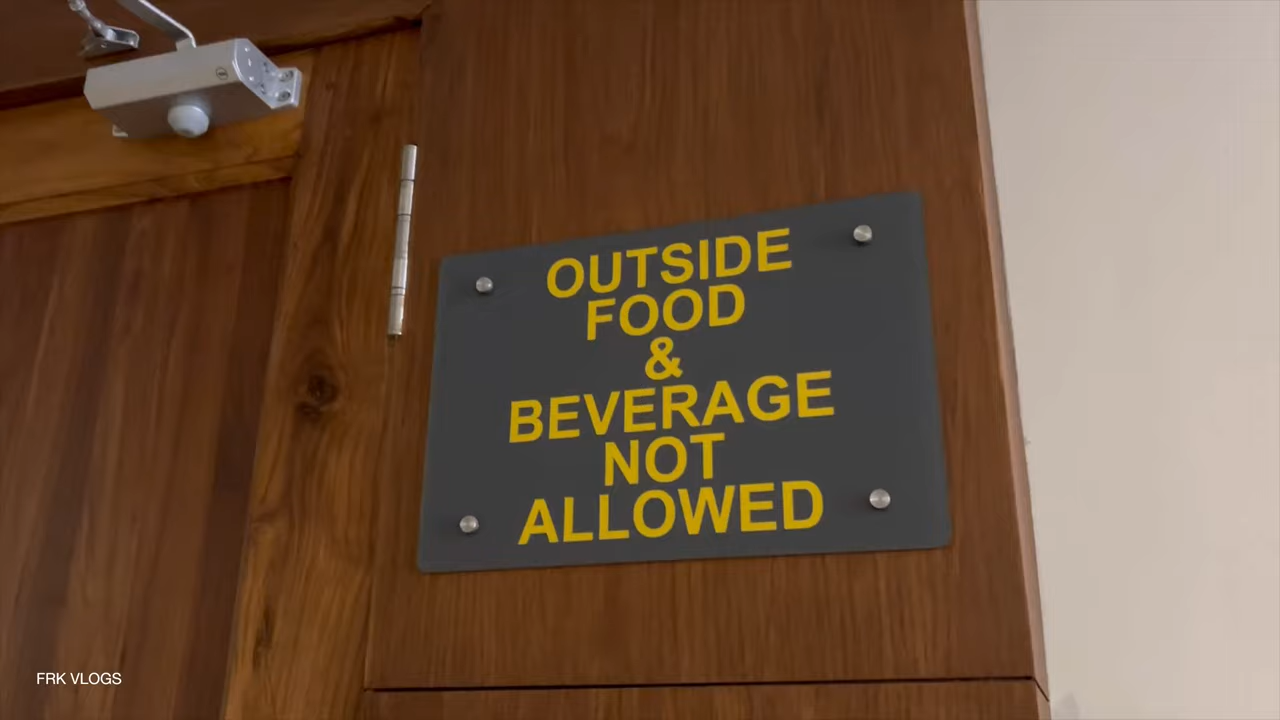 OUTSIDE
FOOD
&
BEVERAGE
NOT
ALLOWED
FRK VLOGS